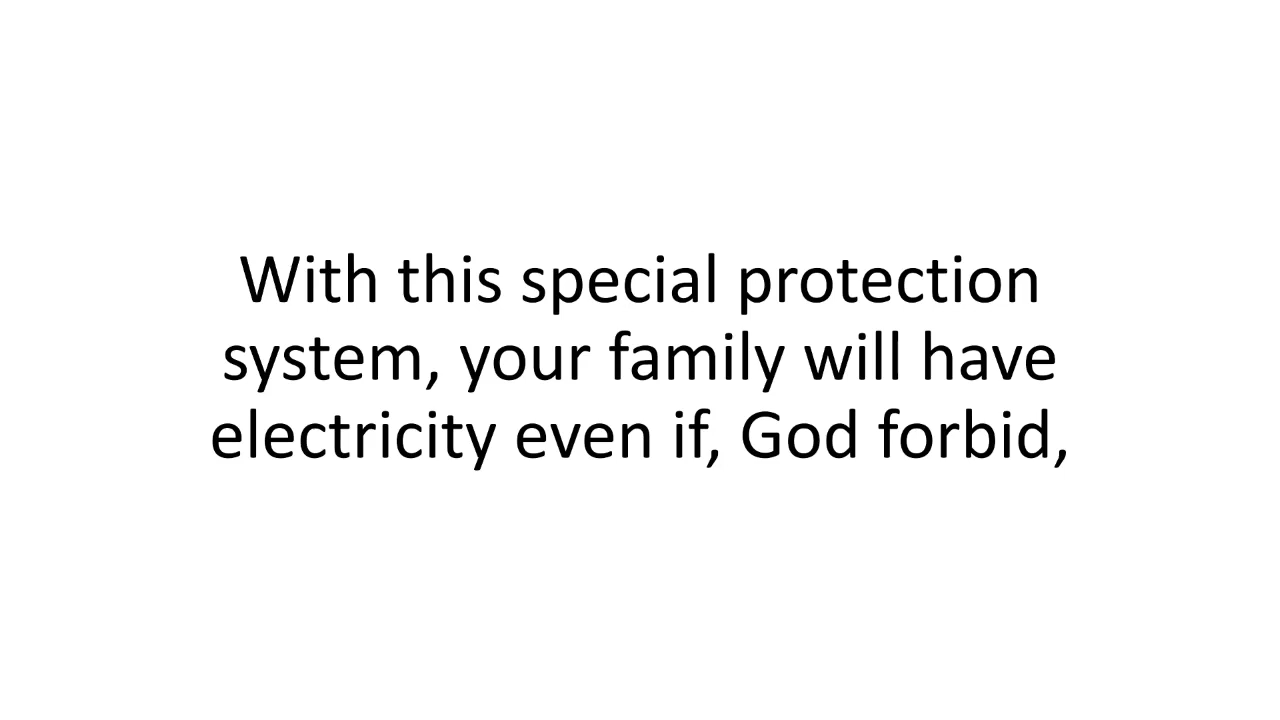 With this special protection
system, your family will have
electricity even if, God forbid,